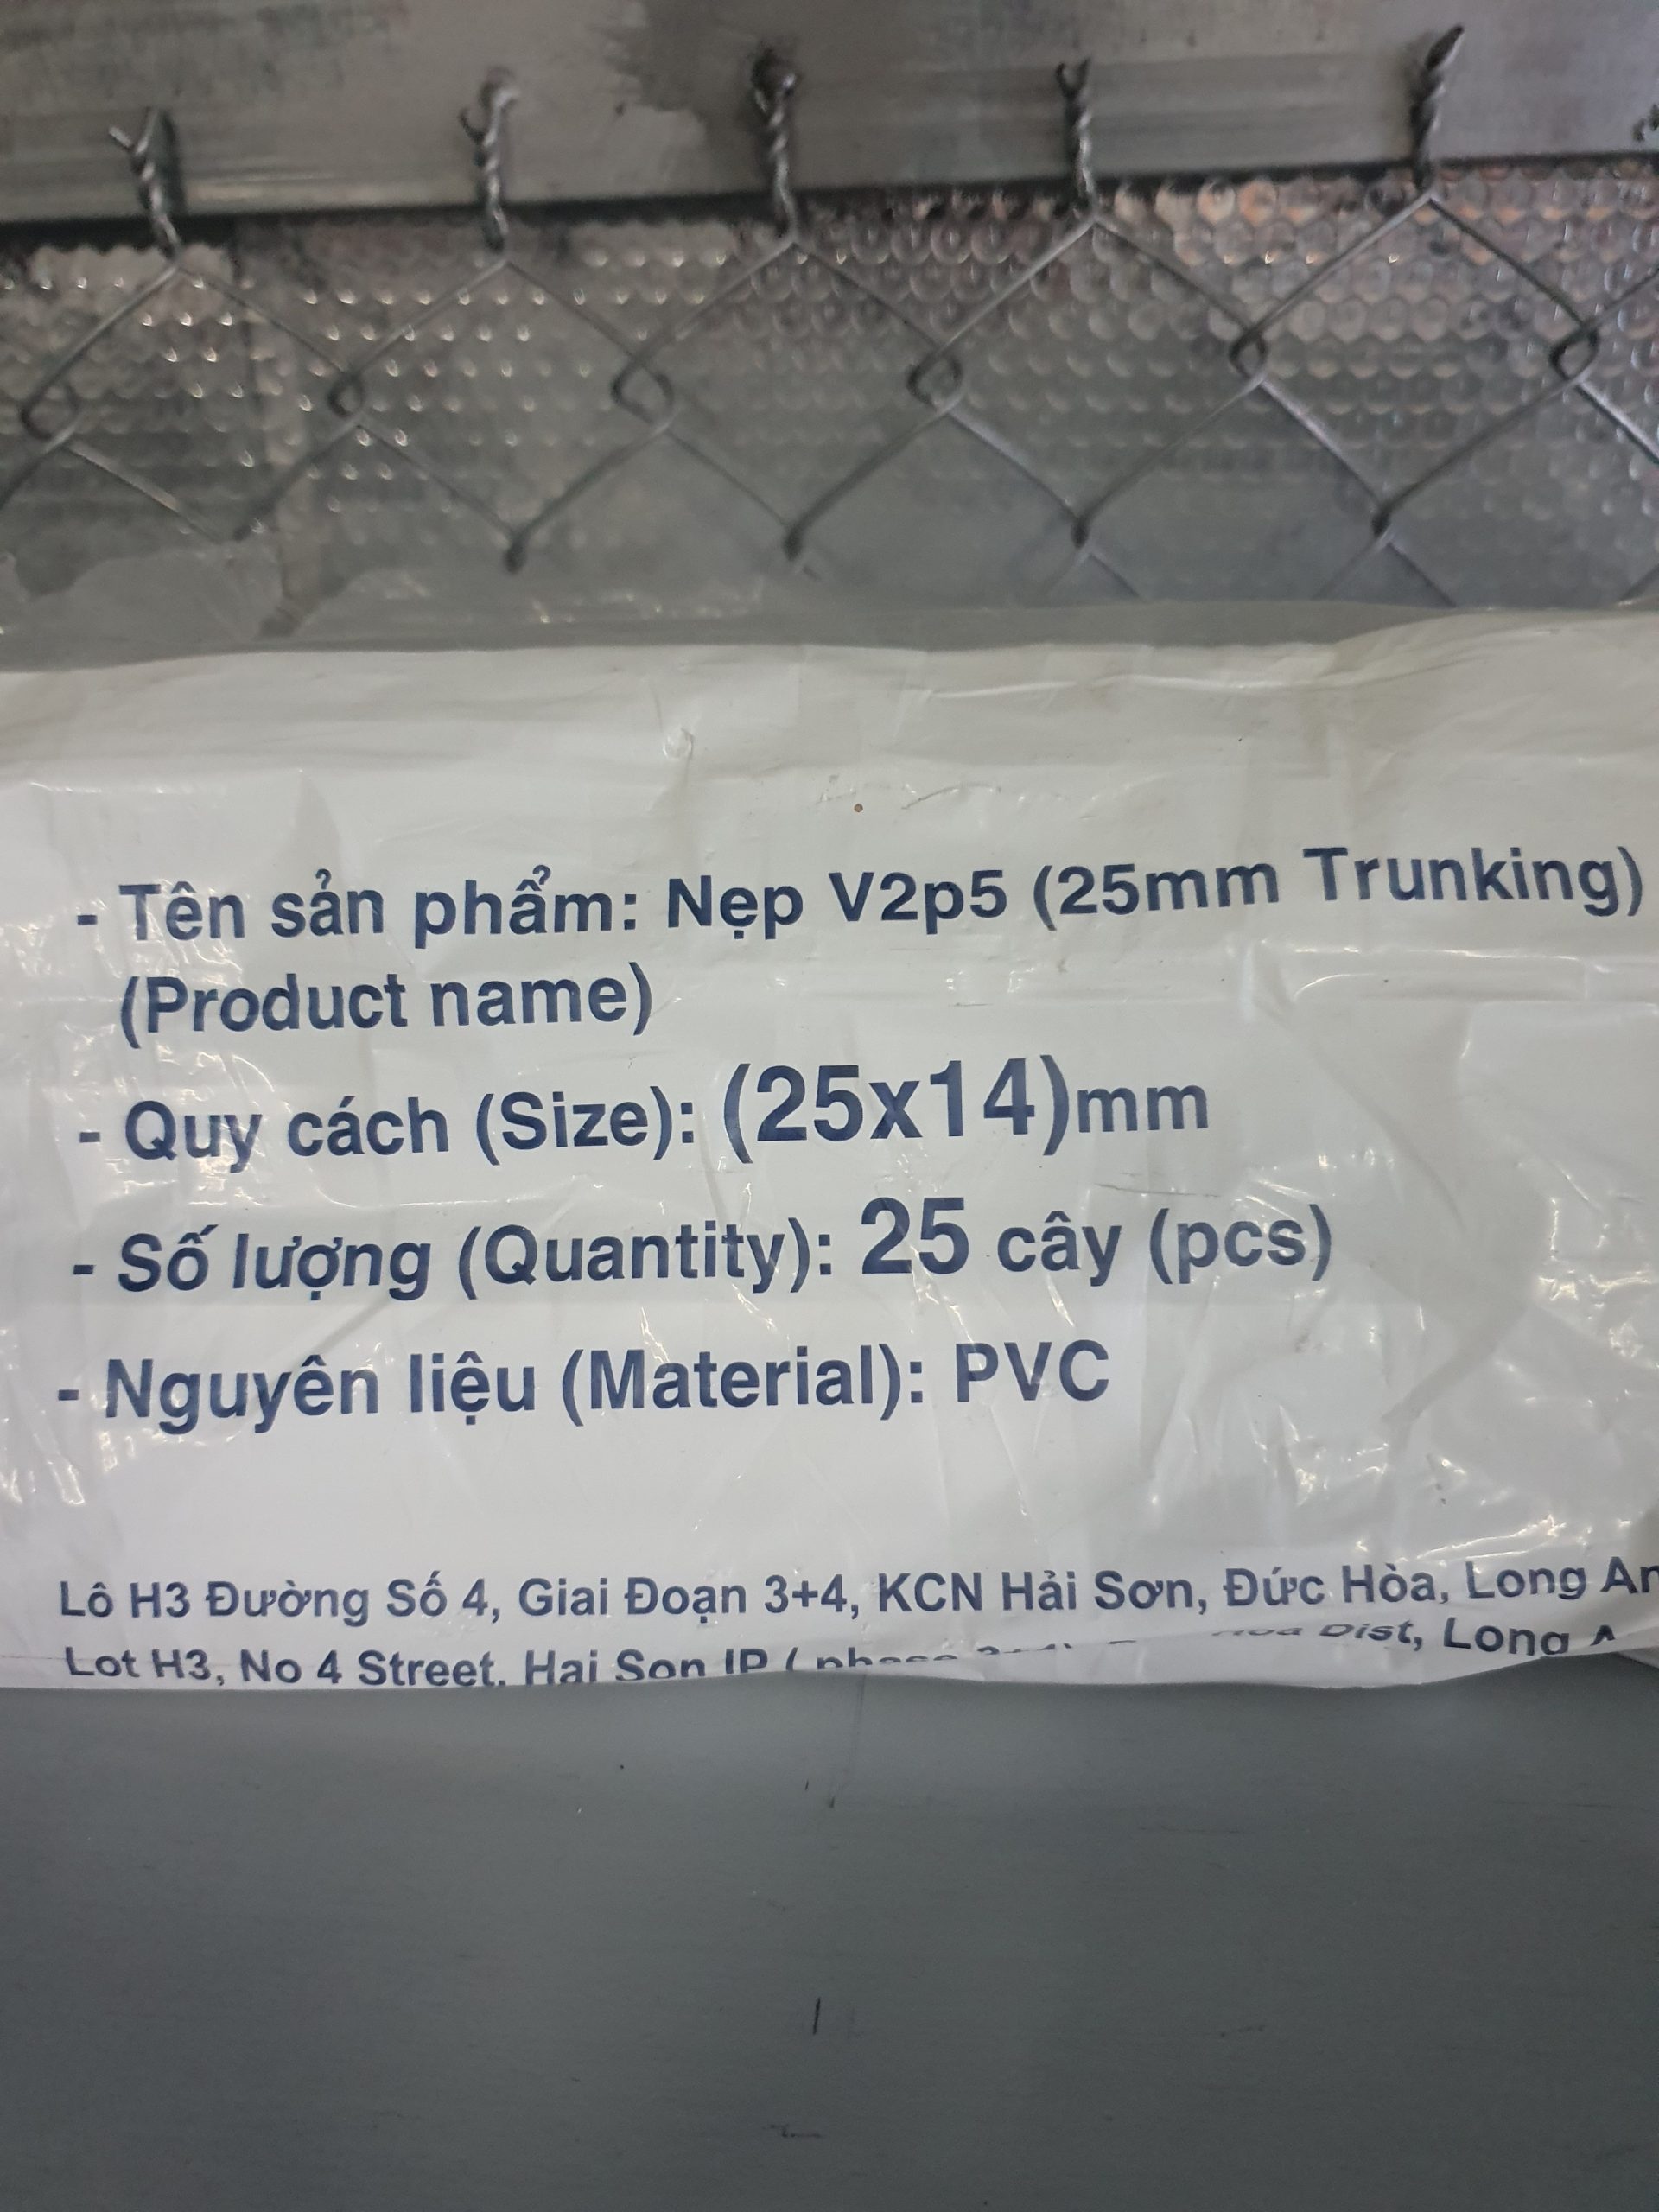 - Tên sản phẩm: Nẹp V2p5 (25mm Trunking)
(Product name)
- Quy cách (Size): (25x14)mm
- Số lượng (Quantity): 25 cây (pcs)
- Nguyên liệu (Material): PVC
Lô H3 Đường Số 4, Giai Đoạn 3+4, KCN Hải Sơn, Đức Hòa, Long An
Lot H3, No 4 Street, Hai Son IP ( phase Dist, Long